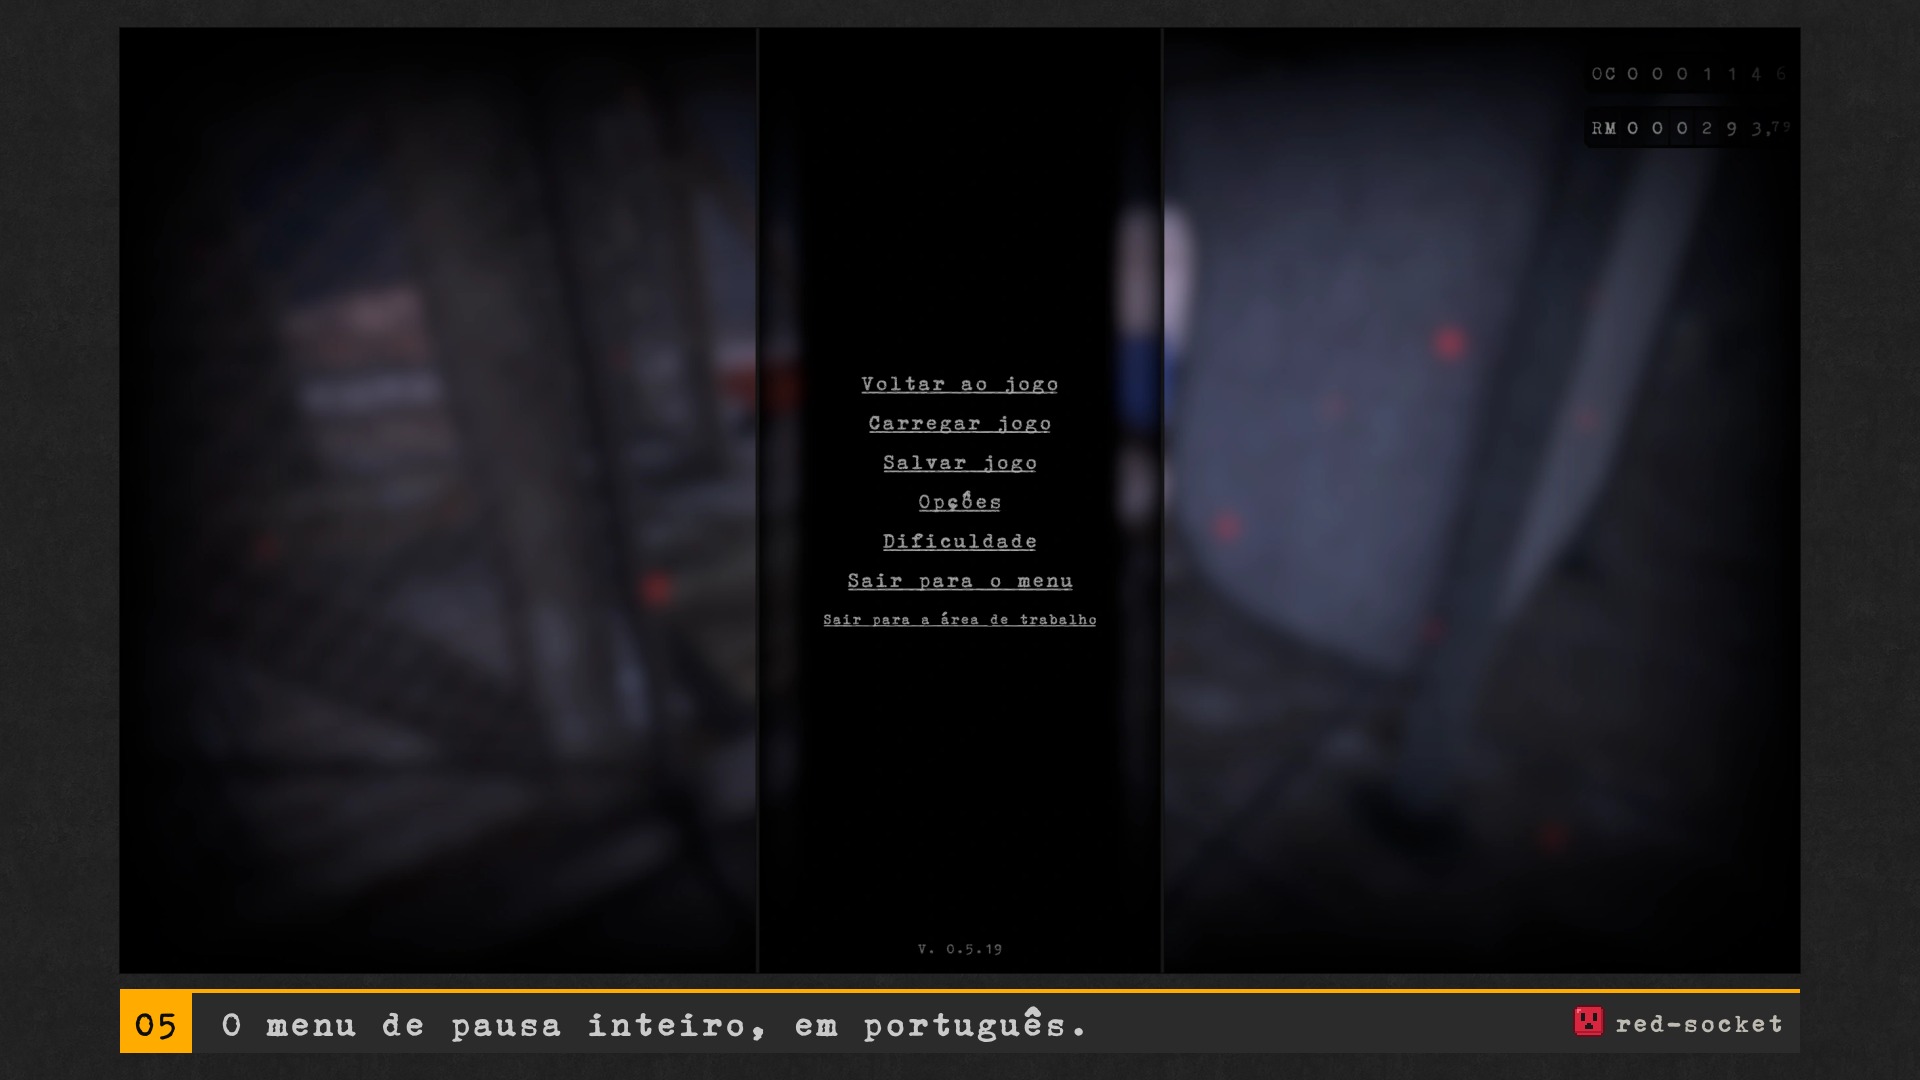 OC 0 0 0 1 1 4 6
RM 0 0 0 2 9 3,79
Voltar ao jogo
Carregar jogo
Salvar jogo
Opções
Dificuldade
Sair para o menu
Sair para a área de trabalho
V. 0.5.19
05 O menu de pausa inteiro, em português.
red-socket